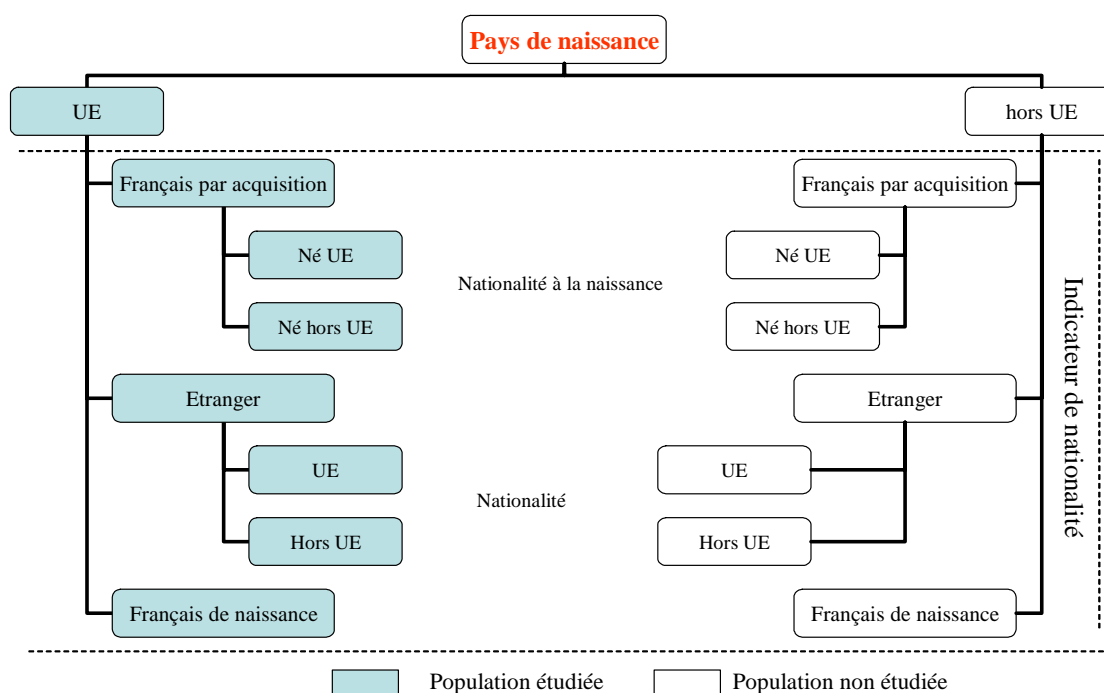 Pays de naissance
UE
hors UE
Français par acquisition
Français par acquisition
Né UE
Né UE
Nationalité à la naissance
Né hors UE
Né hors UE
Etranger
Etranger
UE
UE
Nationalité
Hors UE
Hors UE
Français de naissance
Français de naissance
Indicateur de nationalité
Population étudiée
Population non étudiée